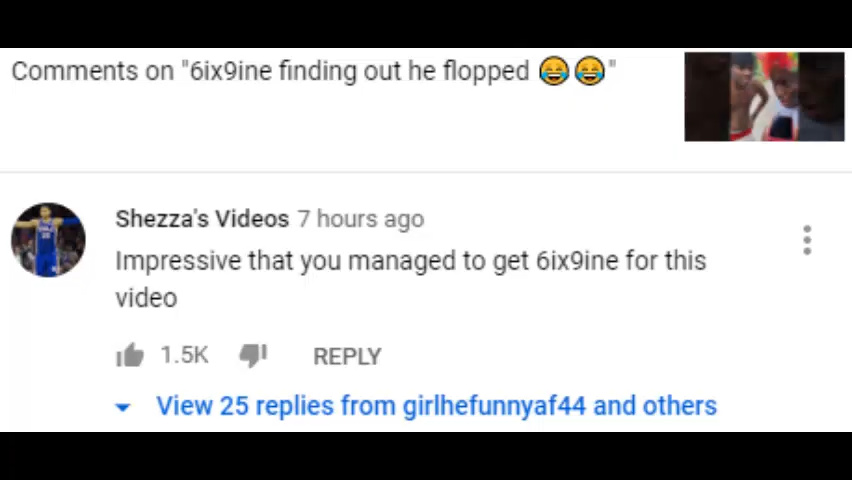 Comments on "6ix9ine finding out he flopped 😂😂"
Shezza's Videos 7 hours ago
Impressive that you managed to get 6ix9ine for this
video
1.5K REPLY
View 25 replies from girlhefunnyaf44 and others